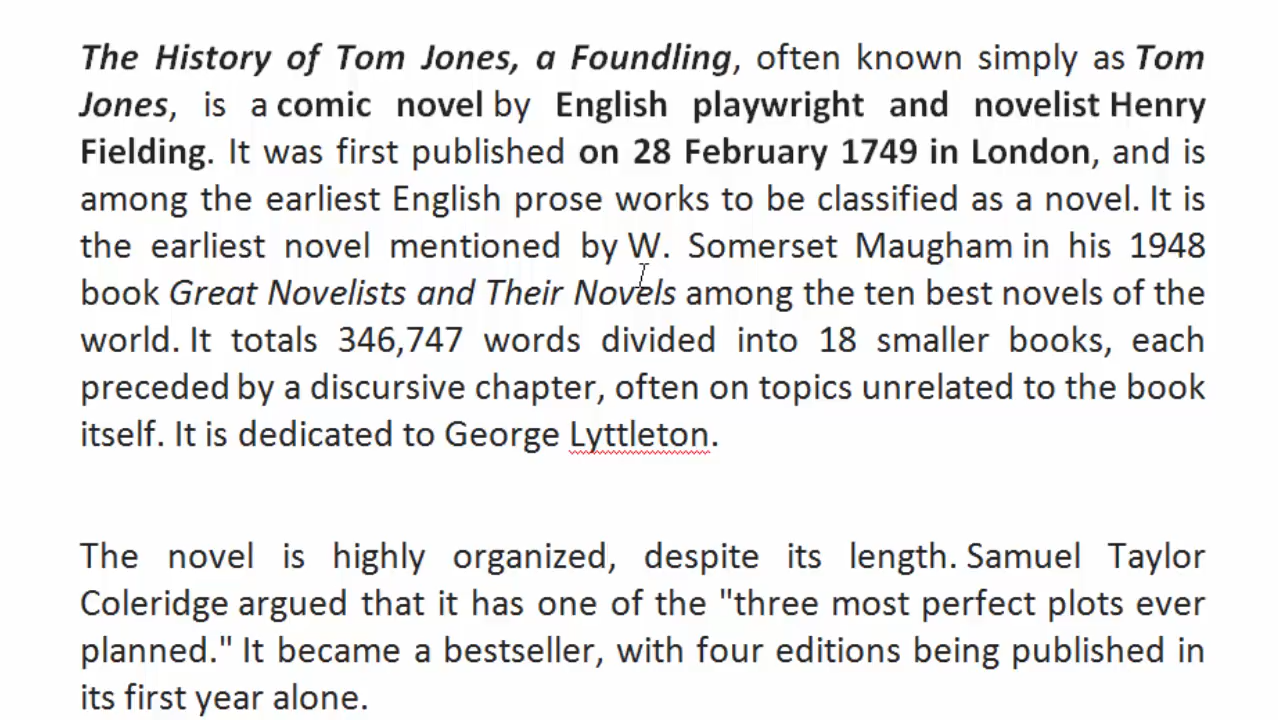 The History of Tom Jones, a Foundling, often known simply as Tom
Jones, is a comic novel by English playwright and novelist Henry
Fielding. It was first published on 28 February 1749 in London, and is
among the earliest English prose works to be classified as a novel. It is
the earliest novel mentioned by W. Somerset Maugham in his 1948
book Great Novelists and Their Novels among the ten best novels of the
world. It totals 346,747 words divided into 18 smaller books, each
preceded by a discursive chapter, often on topics unrelated to the book
itself. It is dedicated to George Lyttleton.
The novel is highly organized, despite its length. Samuel Taylor
Coleridge argued that it has one of the "three most perfect plots ever
planned." It became a bestseller, with four editions being published in
its first year alone.